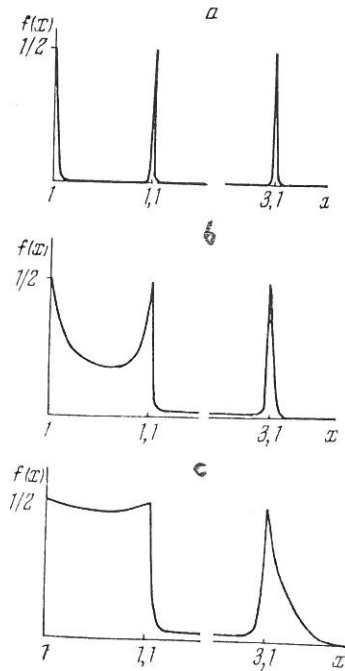 a
f(x)
1/2
1 1,1 3,1 x
б
f(x)
1/2
1 1,1 3,1 x
c
f(x)
1/2
1 1,1 3,1 x